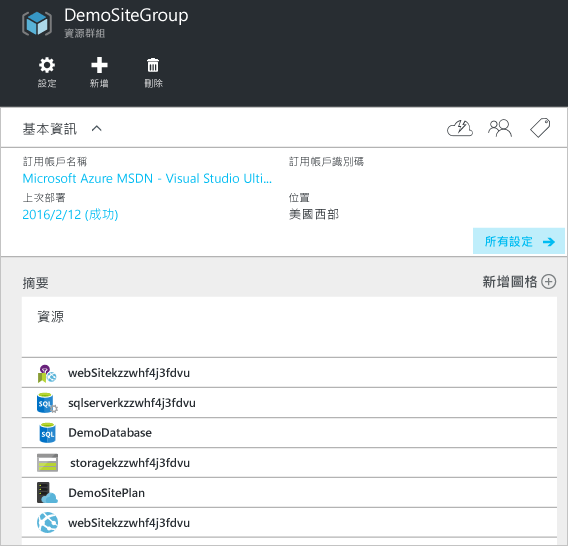 DemoSiteGroup
資源群組
設定
新增
刪除
基本資訊
訂用帳戶名稱
訂用帳戶識別碼
Microsoft Azure MSDN - Visual Studio Ulti...
上次部署
位置
2016/2/12 (成功)
美國西部
所有設定
摘要
新增圖格
資源
webSitekzzwhf4j3fdvu
sqlserverkzzwhf4j3fdvu
DemoDatabase
storagekzzwhf4j3fdvu
DemoSitePlan
webSitekzzwhf4j3fdvu